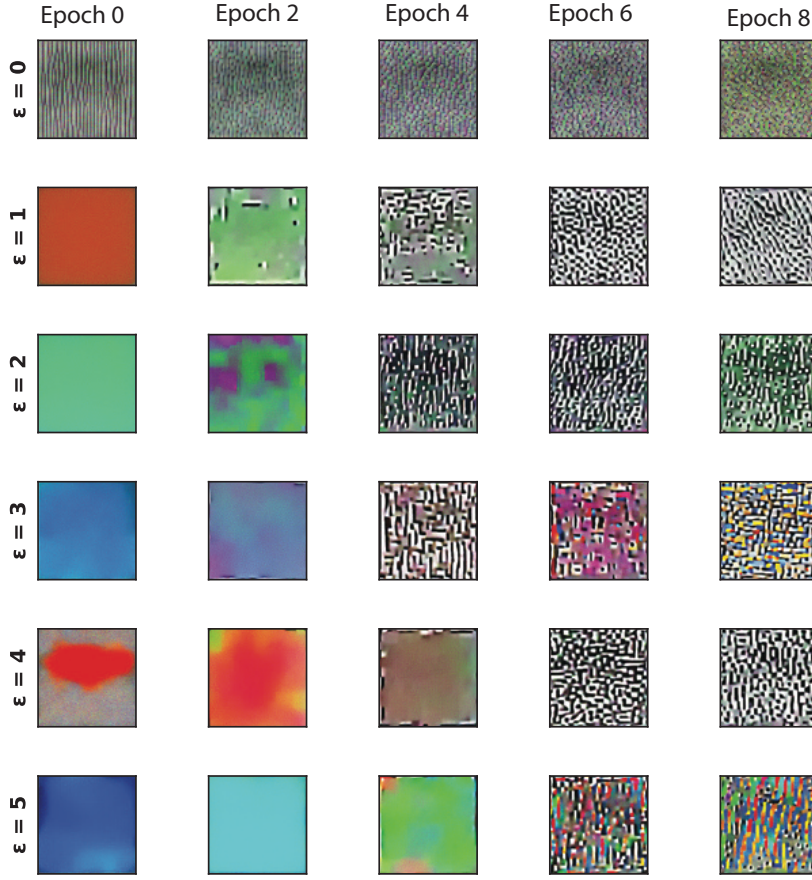 Epoch 0 Epoch 2 Epoch 4 Epoch 6 Epoch 8
ε = 0
ε = 1
ε = 2
ε = 3
ε = 4
ε = 5